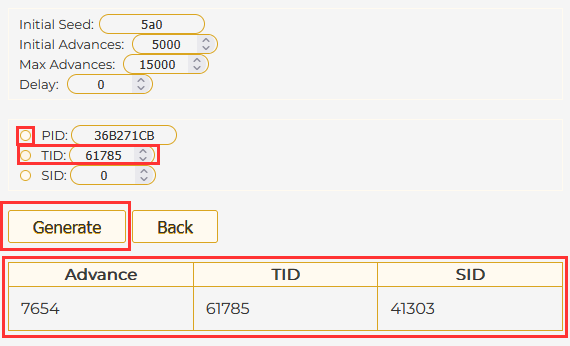 Initial Seed: 5a0
Initial Advances: 5000
Max Advances: 15000
Delay: 0
PID: 36B271CB
TID: 61785
SID: 0
Generate Back
Advance TID SID
7654 61785 41303